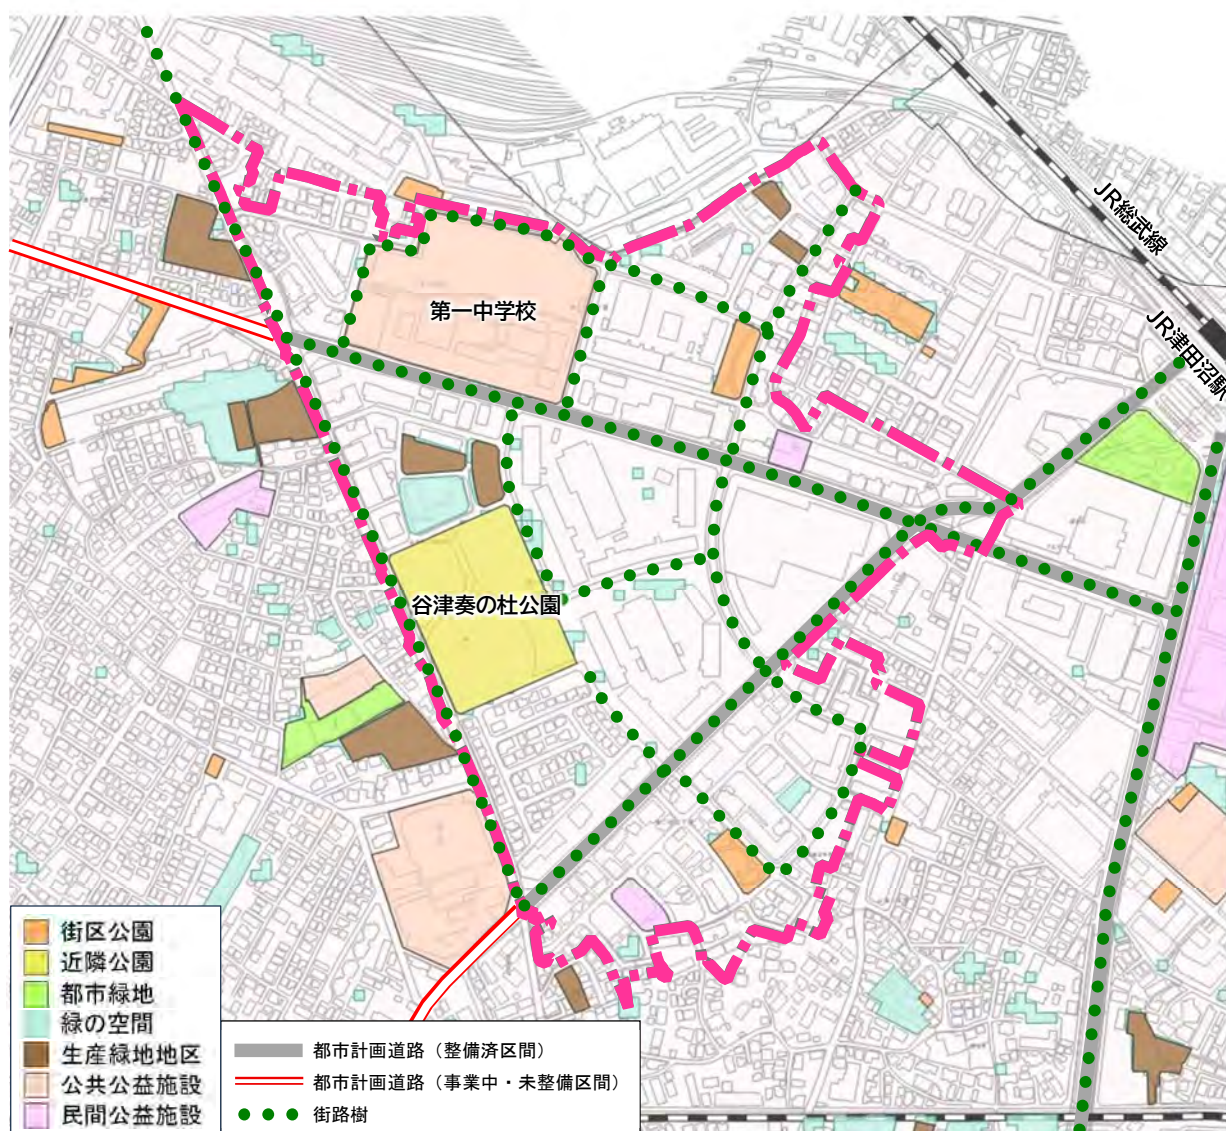 JR総武線
JR津田沼駅
第一中学校
谷津奏の杜公園
街区公園
近隣公園
都市緑地
緑の空間
生産緑地地区
公共公益施設
民間公益施設
都市計画道路（整備済区間）
都市計画道路（事業中・未整備区間）
街路樹